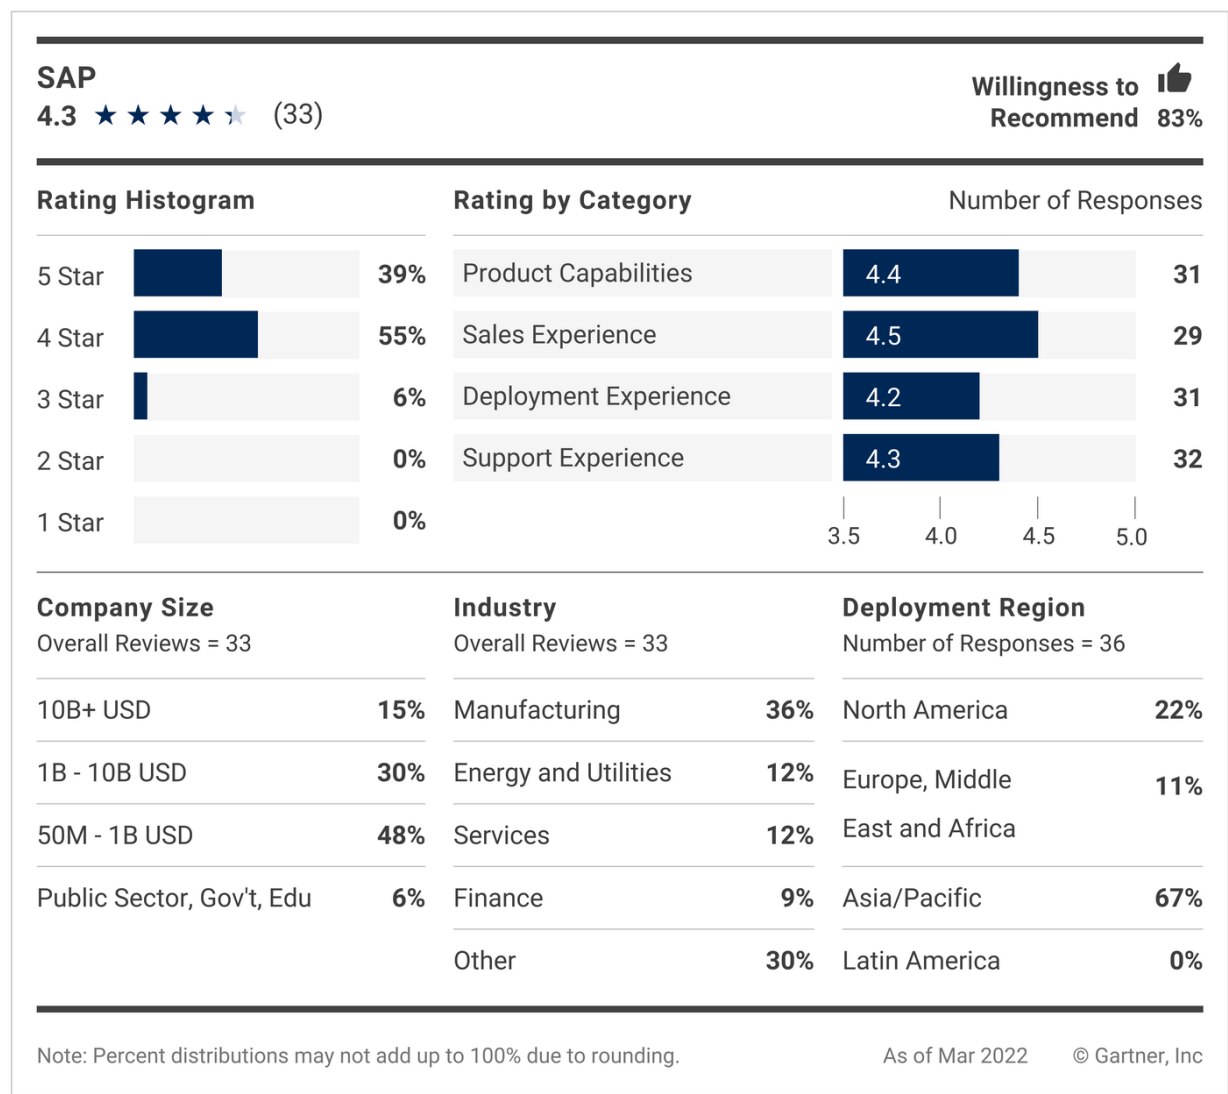 SAP
4.3 ★ ★ ★ ★ ★ (33)
Willingness to
Recommend 83%
Rating Histogram
5 Star 39%
4 Star 55%
3 Star 6%
2 Star 0%
1 Star 0%
Rating by Category Number of Responses
Product Capabilities 4.4 31
Sales Experience 4.5 29
Deployment Experience 4.2 31
Support Experience 4.3 32
3.5 4.0 4.5 5.0
Company Size
Overall Reviews = 33
10B+ USD 15%
1B - 10B USD 30%
50M - 1B USD 48%
Public Sector, Gov't, Edu 6%
Industry
Overall Reviews = 33
Manufacturing 36%
Energy and Utilities 12%
Services 12%
Finance 9%
Other 30%
Deployment Region
Number of Responses = 36
North America 22%
Europe, Middle 11%
East and Africa
Asia/Pacific 67%
Latin America 0%
Note: Percent distributions may not add up to 100% due to rounding. As of Mar 2022 © Gartner, Inc